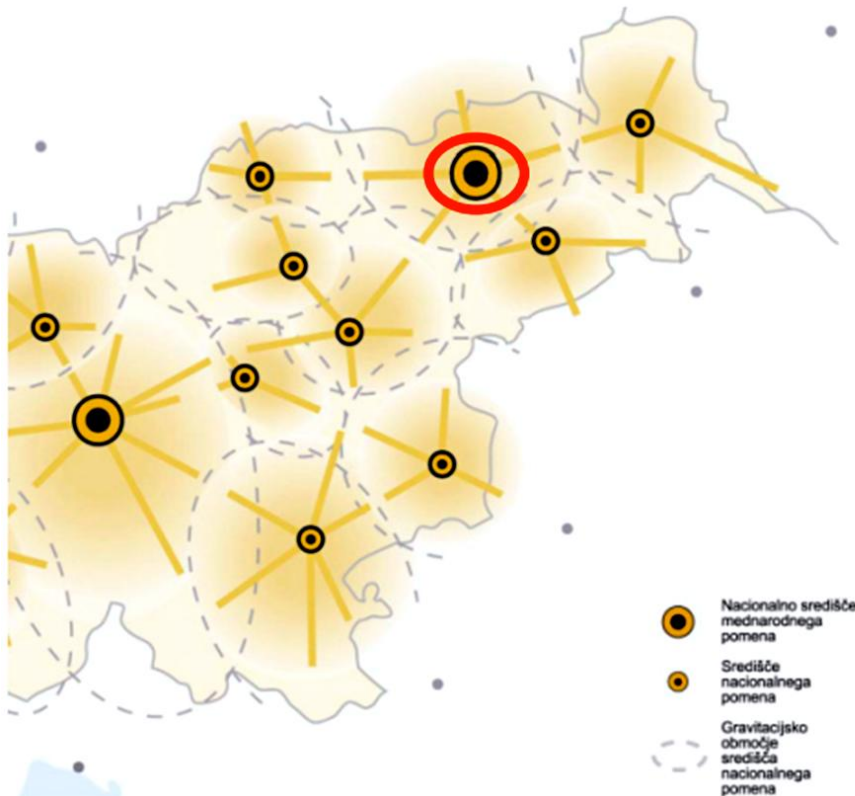 Nacionalno središče
mednarodnega
pomena
Središče
nacionalnega
pomena
Gravitacijsko
območje
središča
nacionalnega
pomena